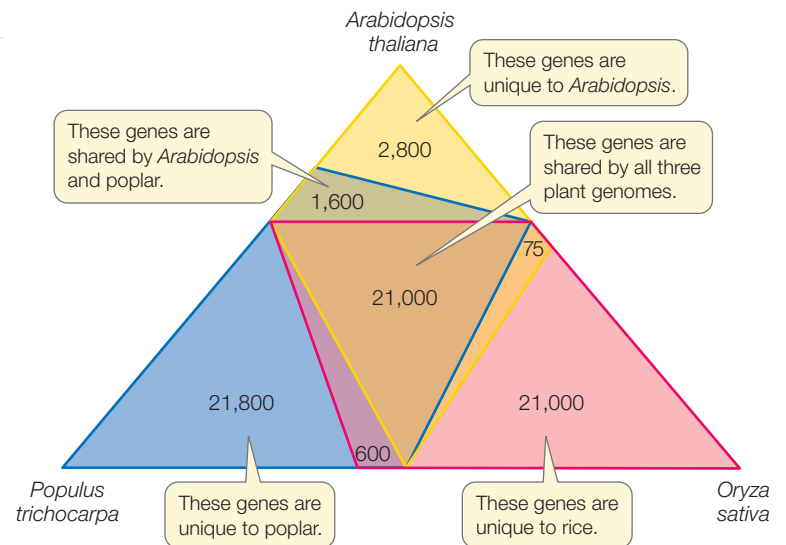 Arabidopsis
thaliana
These genes are
unique to Arabidopsis.
2,800
These genes are
shared by Arabidopsis
and poplar.
These genes are
shared by all three
plant genomes.
1,600
75
21,000
21,800
21,000
600
Populus
trichocarpa
These genes are
unique to poplar.
These genes are
unique to rice.
Oryza
sativa